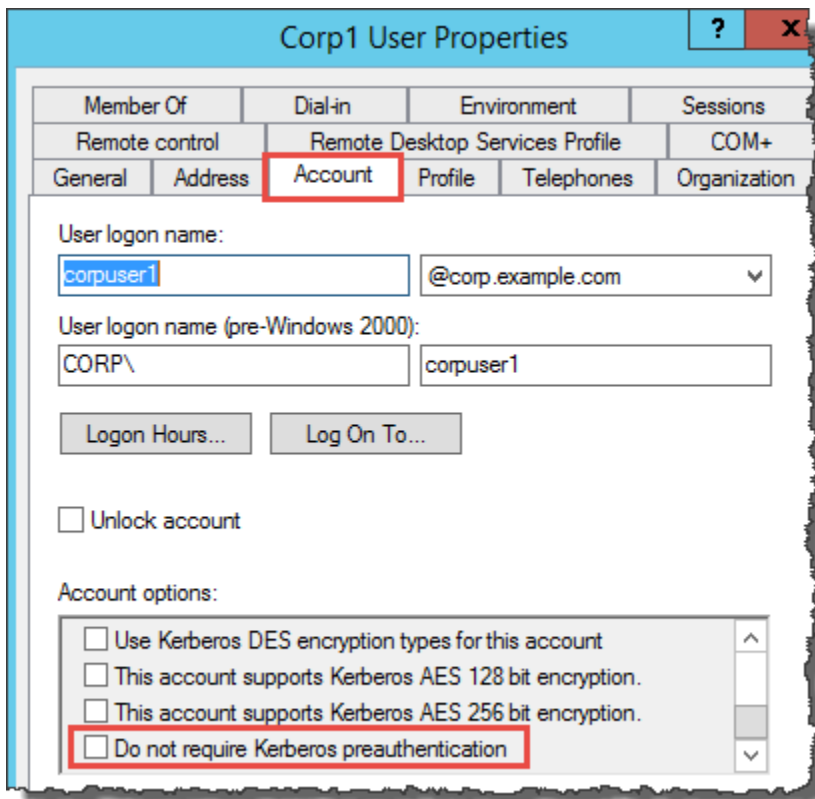 Corp1 User Properties
? x
Member Of Dial-in Environment Sessions
Remote control Remote Desktop Services Profile COM+
General Address Account Profile Telephones Organization
User logon name:
corpuser1 @corp.example.com
User logon name (pre-Windows 2000):
CORP\ corpuser1
Logon Hours... Log On To...
Unlock account
Account options:
Use Kerberos DES encryption types for this account
This account supports Kerberos AES 128 bit encryption.
This account supports Kerberos AES 256 bit encryption.
Do not require Kerberos preauthentication